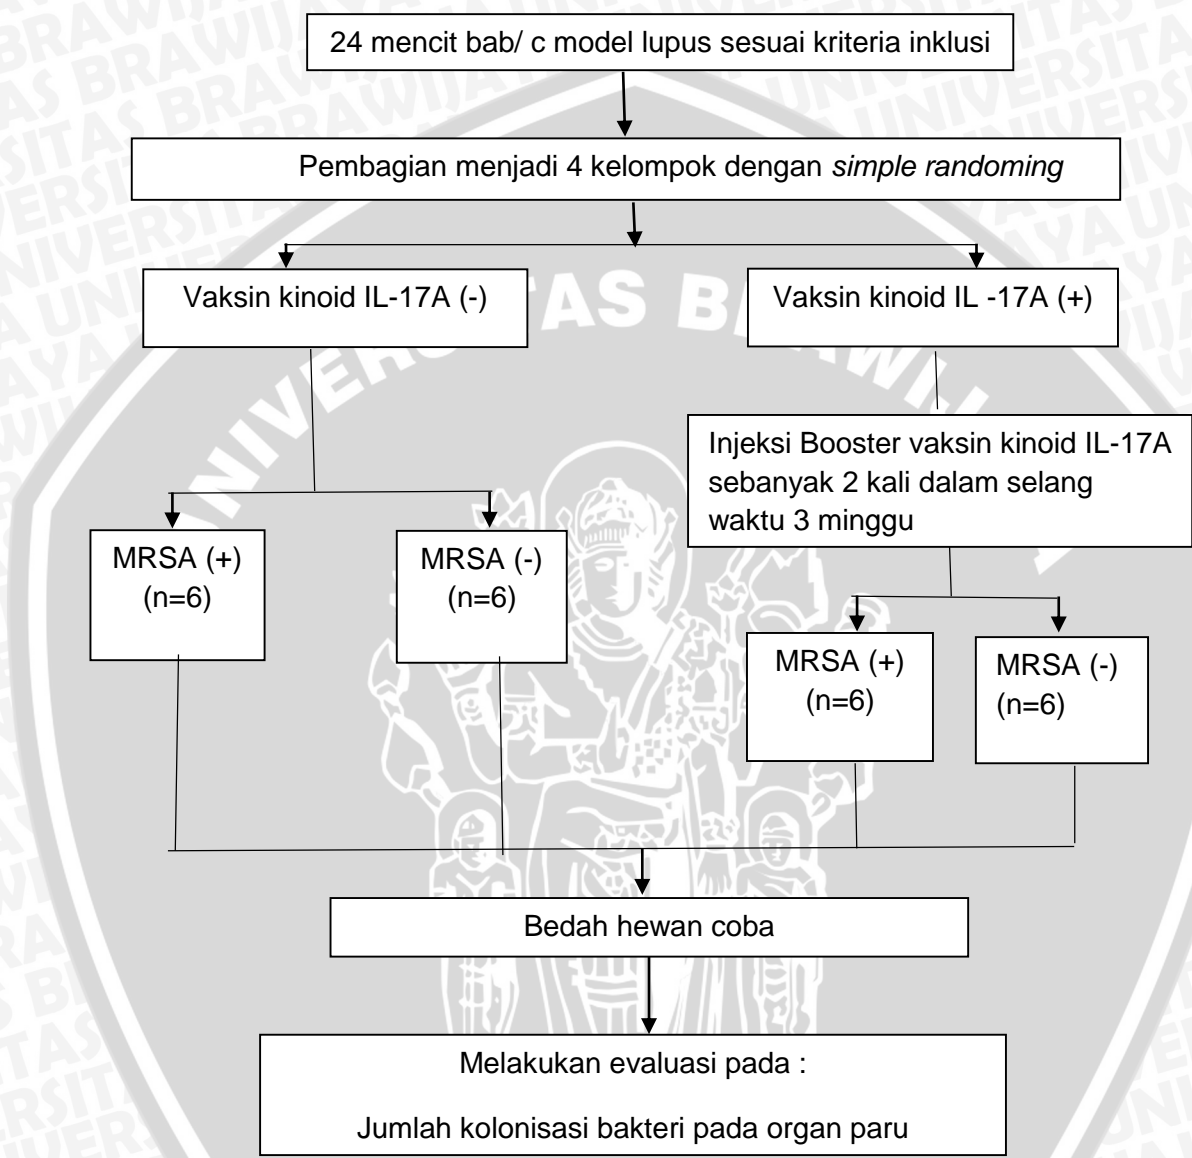 24 mencit bab/ c model lupus sesuai kriteria inklusi
Pembagian menjadi 4 kelompok dengan simple randoming
Vaksin kinoid IL-17A (-)
Vaksin kinoid IL -17A (+)
Injeksi Booster vaksin kinoid IL-17A
sebanyak 2 kali dalam selang
waktu 3 minggu
MRSA (+)
(n=6)
MRSA (-)
(n=6)
MRSA (+)
(n=6)
MRSA (-)
(n=6)
Bedah hewan coba
Melakukan evaluasi pada :
Jumlah kolonisasi bakteri pada organ paru